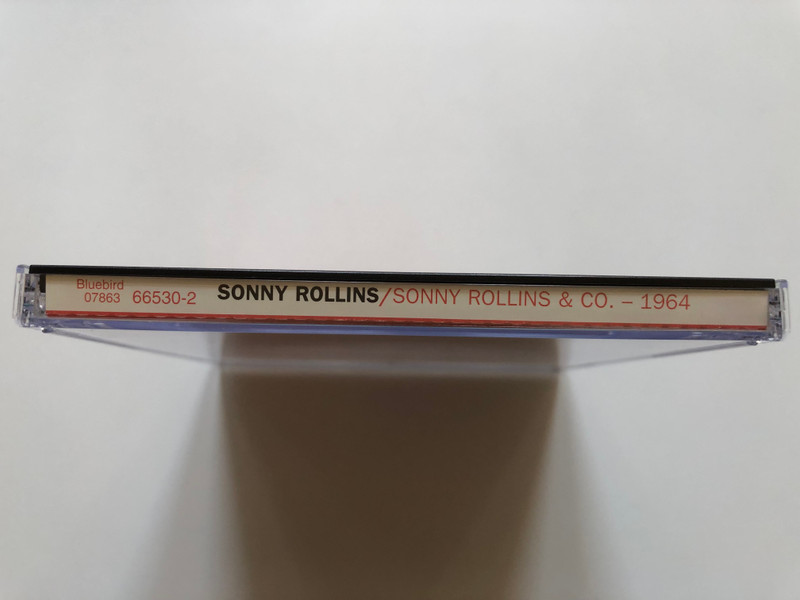 Bluebird
07863 66530-2 SONNY ROLLINS/SONNY ROLLINS & CO. – 1964